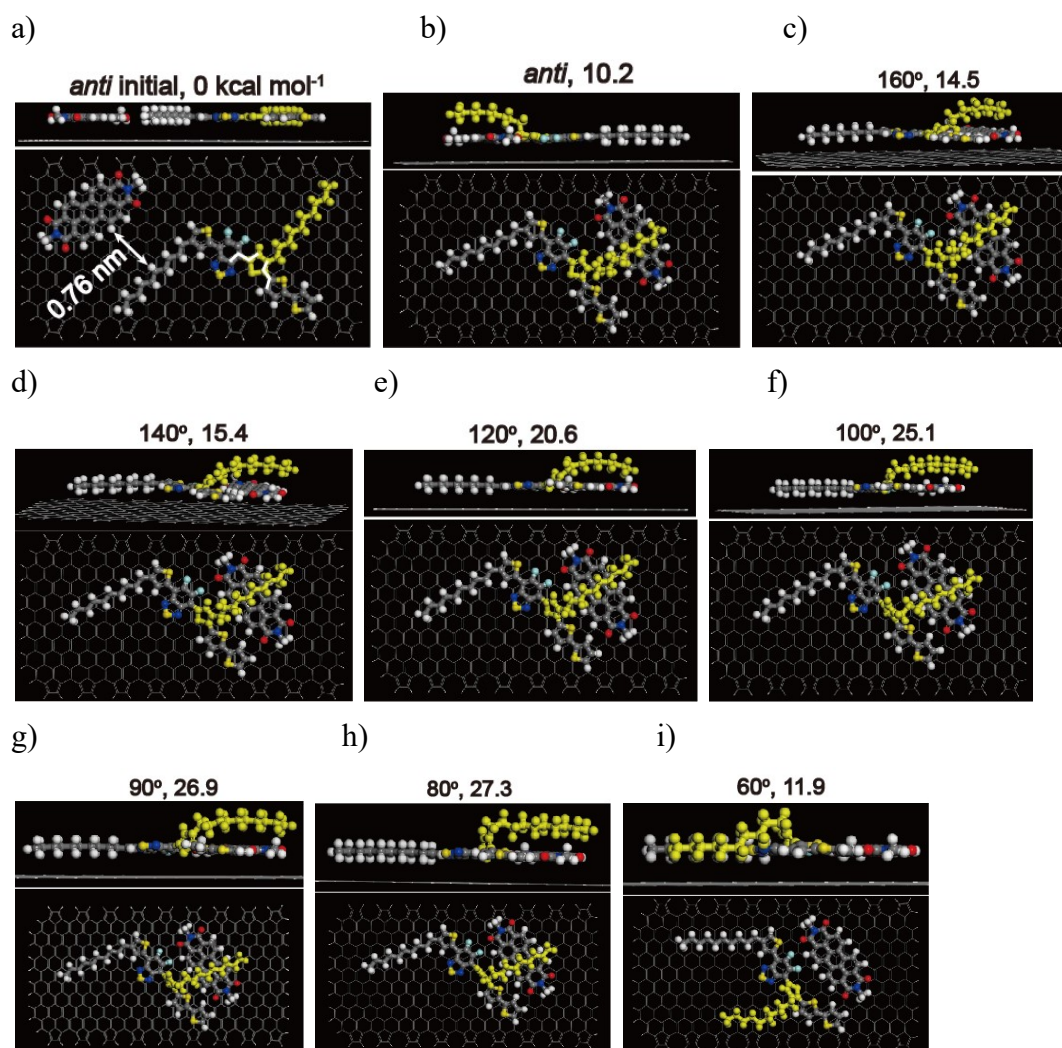 a)
b)
c)
anti initial, 0 kcal mol⁻¹
anti, 10.2
160º, 14.5
0.76 nm
d)
e)
f)
140º, 15.4
120º, 20.6
100º, 25.1
g)
h)
i)
90º, 26.9
80º, 27.3
60º, 11.9